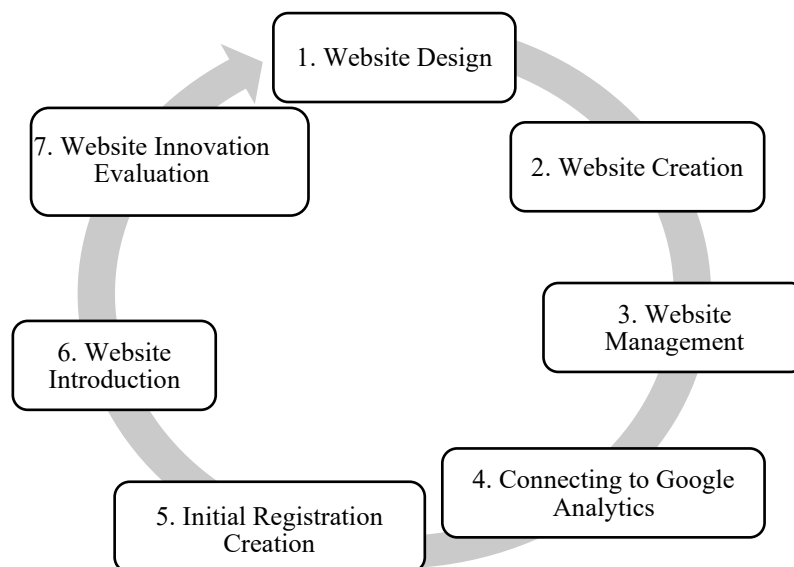 1. Website Design
2. Website Creation
3. Website
Management
4. Connecting to Google
Analytics
5. Initial Registration
Creation
6. Website
Introduction
7. Website Innovation
Evaluation